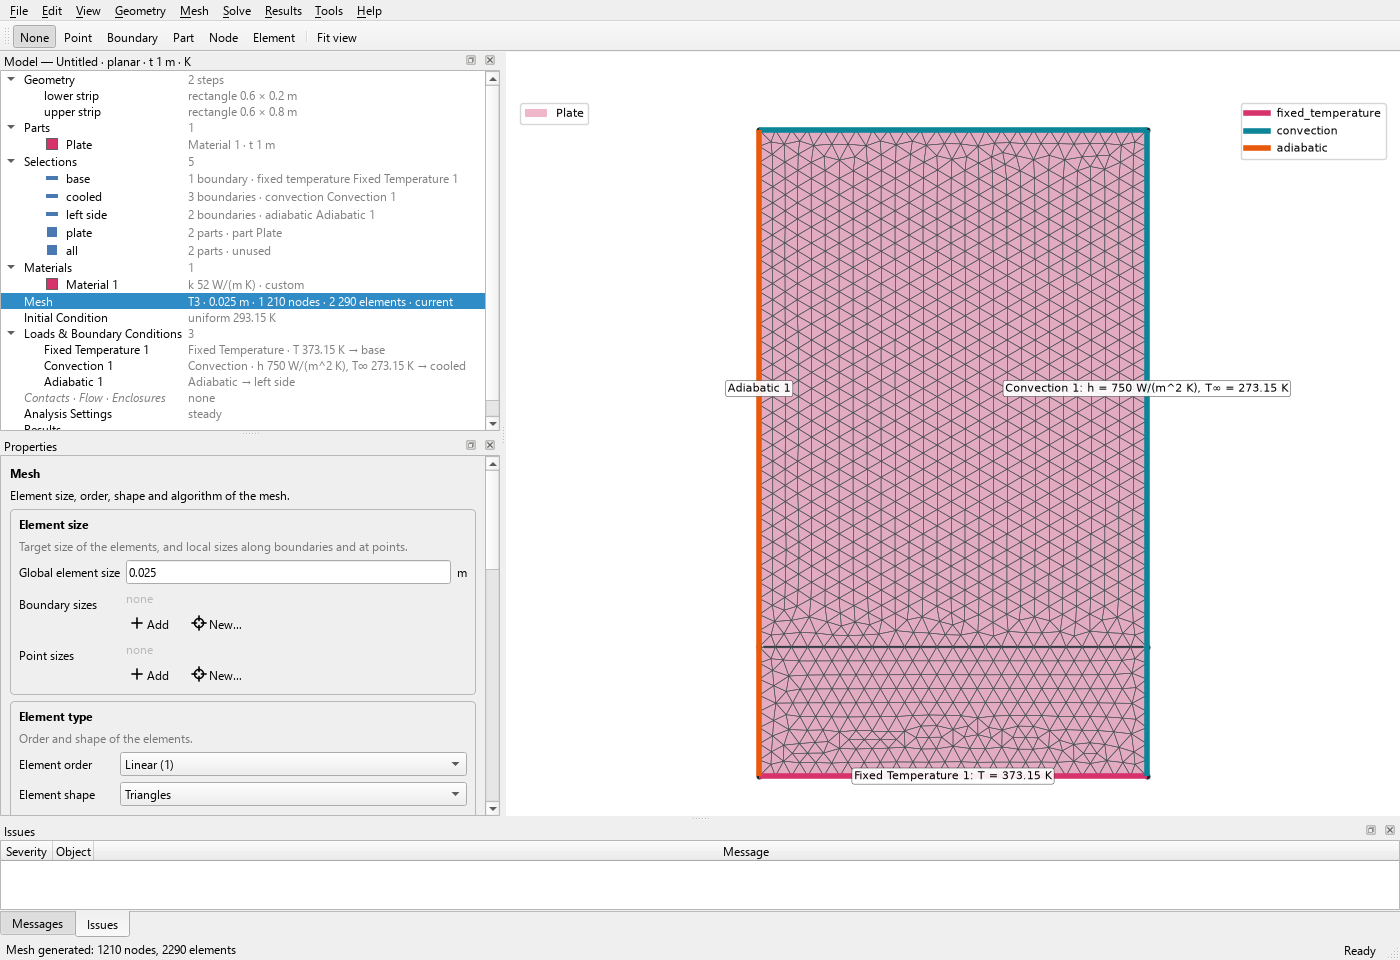 File Edit View Geometry Mesh Solve Results Tools Help
None Point Boundary Part Node Element Fit view
Model — Untitled · planar · t 1 m · K
Geometry 2 steps
lower strip rectangle 0.6 × 0.2 m
upper strip rectangle 0.6 × 0.8 m
Parts 1
Plate Material 1 · t 1 m
Selections 5
base 1 boundary · fixed temperature Fixed Temperature 1
cooled 3 boundaries · convection Convection 1
left side 2 boundaries · adiabatic Adiabatic 1
plate 2 parts · part Plate
all 2 parts · unused
Materials 1
Material 1 k 52 W/(m K) · custom
Mesh T3 · 0.025 m · 1 210 nodes · 2 290 elements · current
Initial Condition uniform 293.15 K
Loads & Boundary Conditions 3
Fixed Temperature 1 Fixed Temperature · T 373.15 K → base
Convection 1 Convection · h 750 W/(m^2 K), T∞ 273.15 K → cooled
Adiabatic 1 Adiabatic → left side
Contacts · Flow · Enclosures none
Analysis Settings steady
Results
Properties
Mesh
Element size, order, shape and algorithm of the mesh.
Element size
Target size of the elements, and local sizes along boundaries and at points.
Global element size 0.025 m
Boundary sizes none
Add New...
Point sizes none
Add New...
Element type
Order and shape of the elements.
Element order Linear (1)
Element shape Triangles
Plate
fixed_temperature
convection
adiabatic
Adiabatic 1
Convection 1: h = 750 W/(m^2 K), T∞ = 273.15 K
Fixed Temperature 1: T = 373.15 K
Issues
Severity Object Message
Messages Issues
Mesh generated: 1210 nodes, 2290 elements Ready